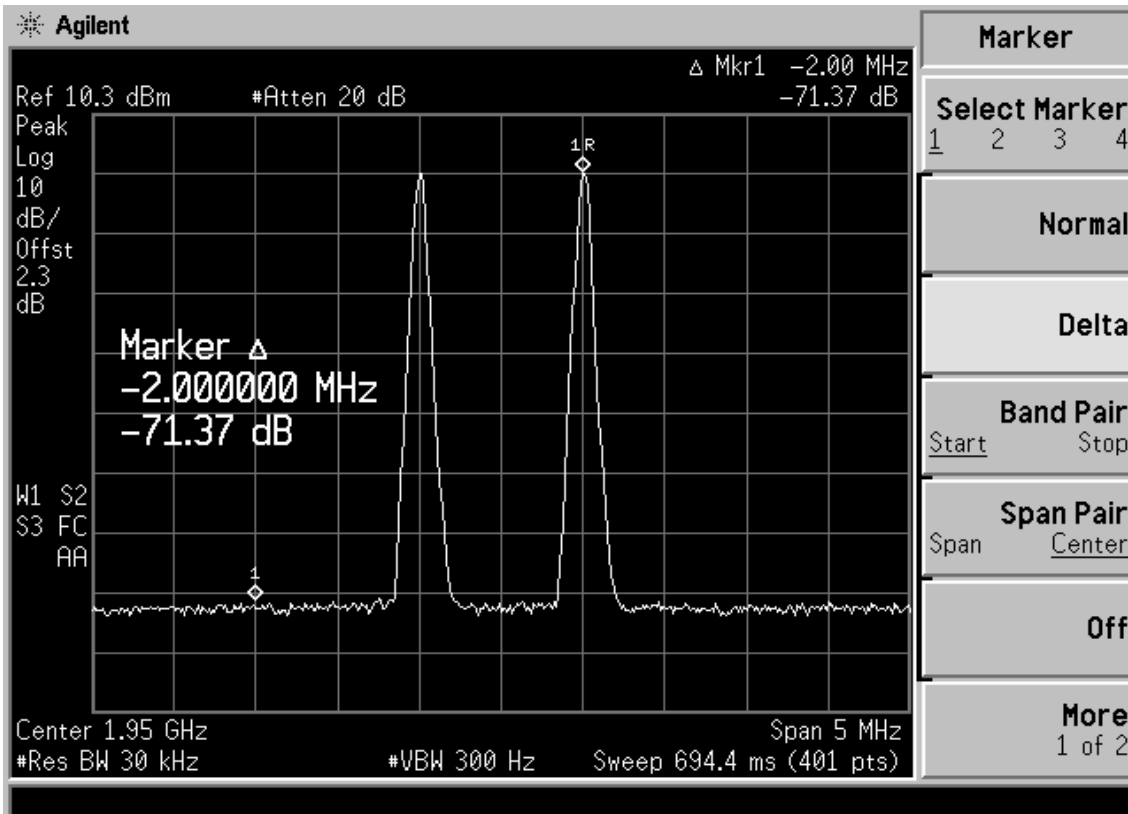 Agilent
Δ Mkr1 -2.00 MHz
Ref 10.3 dBm #Atten 20 dB -71.37 dB
Peak
Log
10
dB/
Offst
2.3
dB
1R
Marker Δ
-2.000000 MHz
-71.37 dB
W1 S2
S3 FC
AA
1
Center 1.95 GHz Span 5 MHz
#Res BW 30 kHz #VBW 300 Hz Sweep 694.4 ms (401 pts)
Marker
Select Marker
1 2 3 4
Normal
Delta
Band Pair
Start Stop
Span Pair
Span Center
Off
More
1 of 2